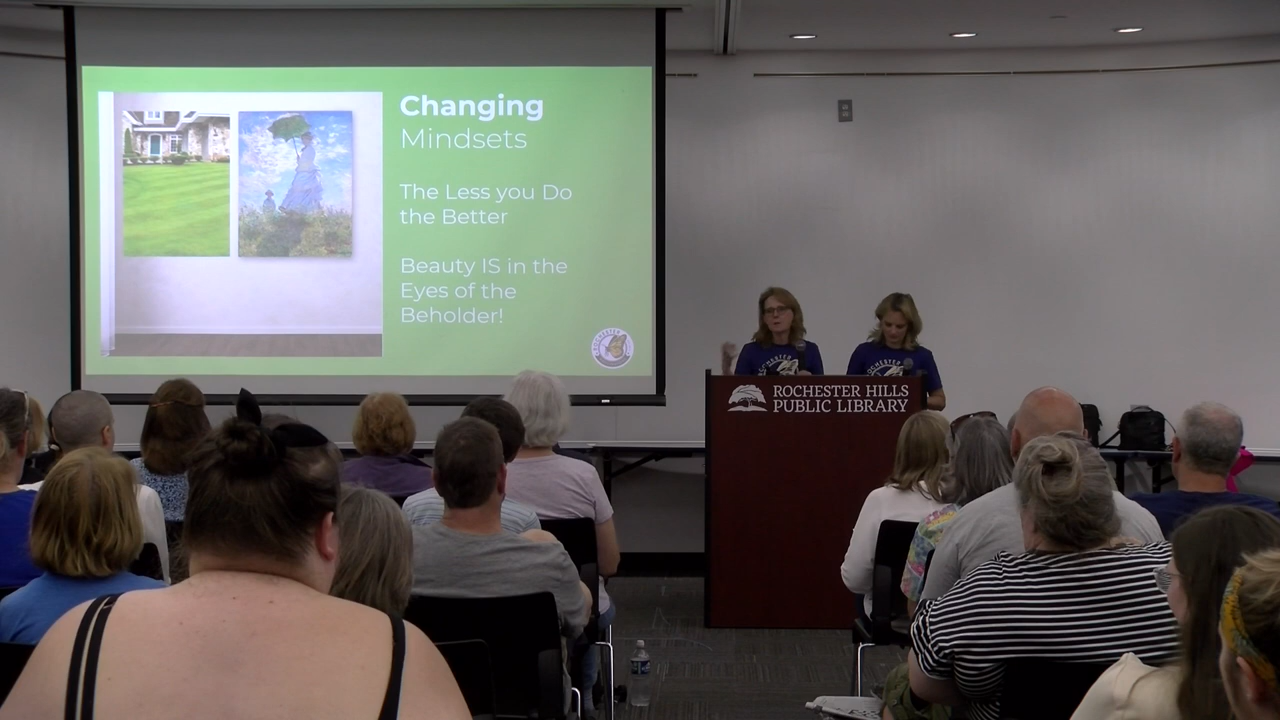 Changing
Mindsets
The Less you Do
the Better
Beauty IS in the
Eyes of the
Beholder!
ROCHESTER
ROCHESTER HILLS
PUBLIC LIBRARY